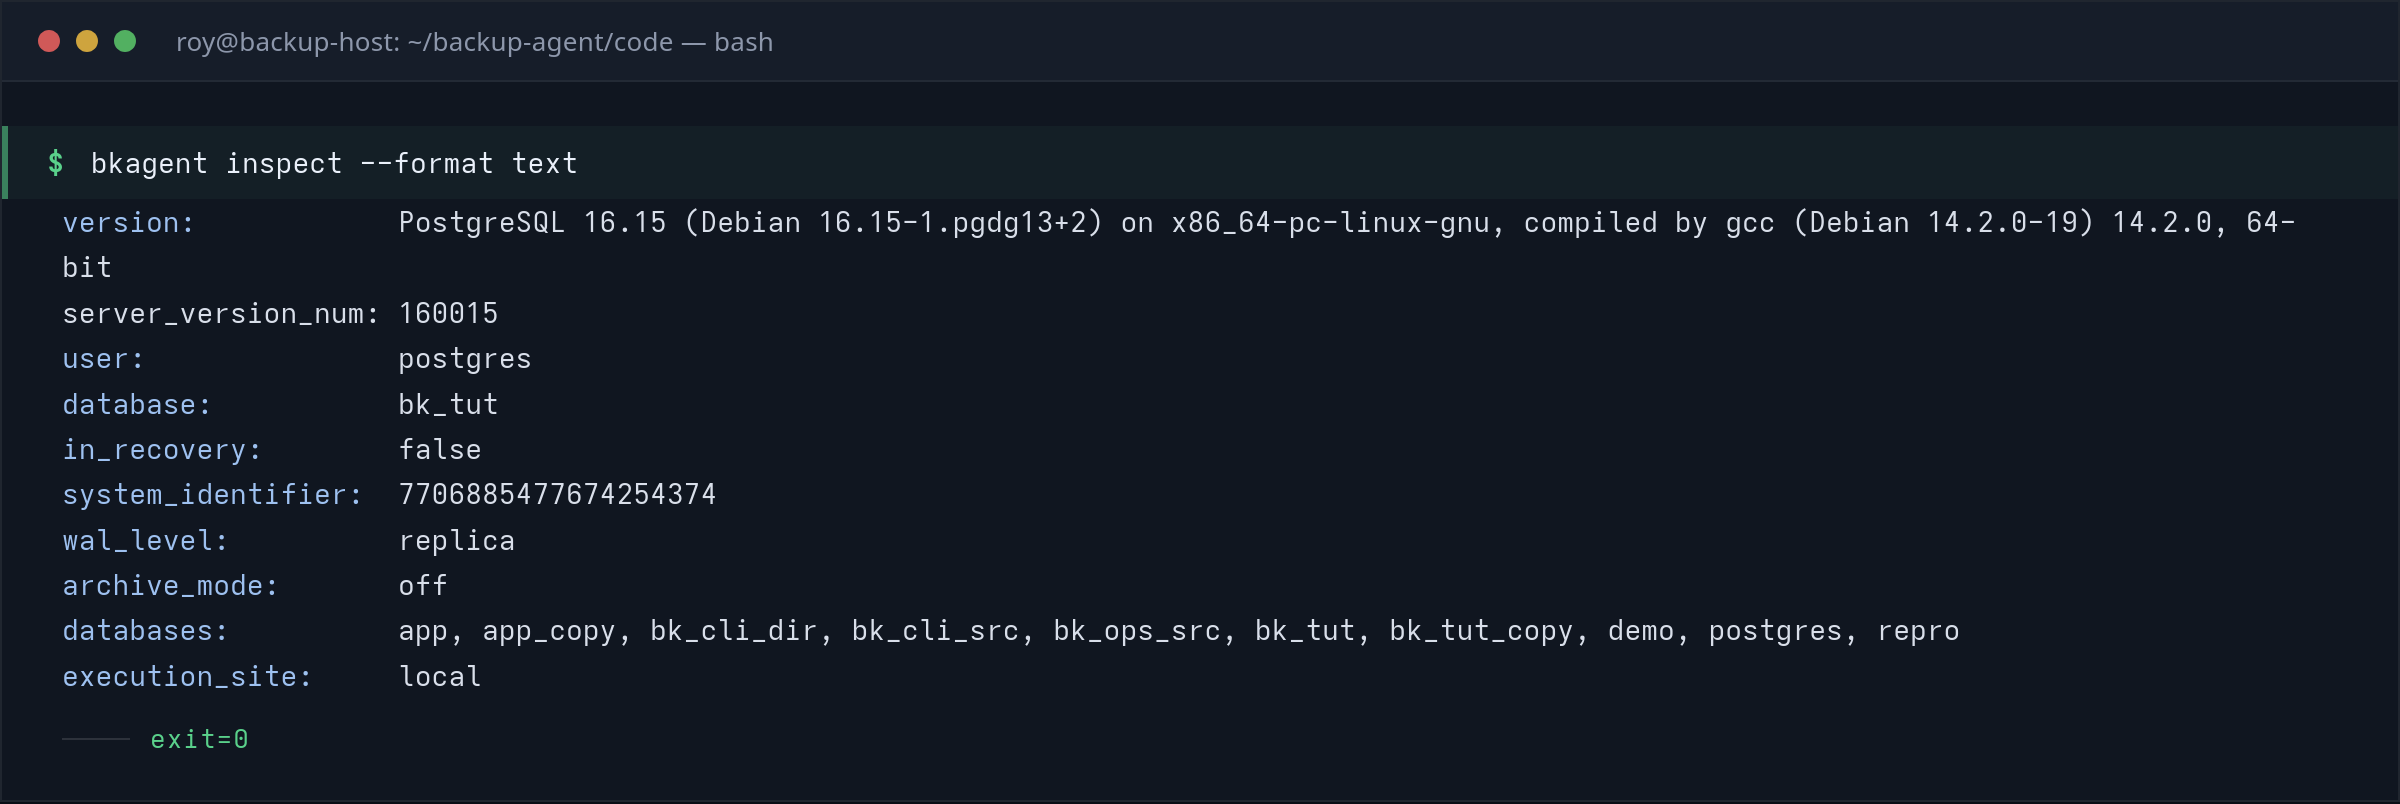 roy@backup-host: ~/backup-agent/code — bash
$ bkagent inspect --format text
version: PostgreSQL 16.15 (Debian 16.15-1.pgdg13+2) on x86_64-pc-linux-gnu, compiled by gcc (Debian 14.2.0-19) 14.2.0, 64-
bit
server_version_num: 160015
user: postgres
database: bk_tut
in_recovery: false
system_identifier: 7706885477674254374
wal_level: replica
archive_mode: off
databases: app, app_copy, bk_cli_dir, bk_cli_src, bk_ops_src, bk_tut, bk_tut_copy, demo, postgres, repro
execution_site: local
exit=0